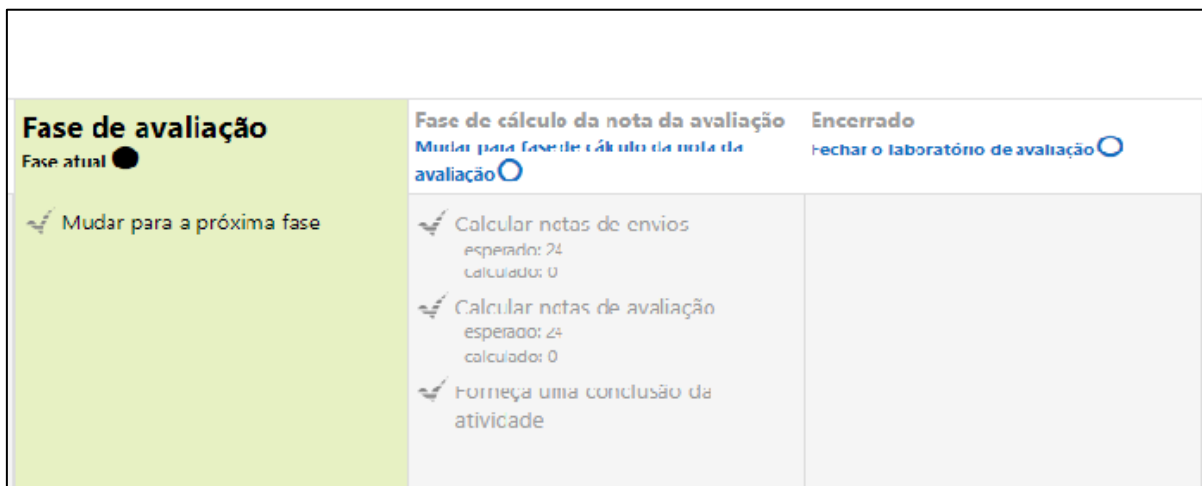 Fase de avaliação
Fase atual
Mudar para a próxima fase
Fase de cálculo da nota da avaliação
Mudar para fase de cálculo da nota da
avaliação
Calcular notas de envios
esperado: 24
calculado: 0
Calcular notas de avaliação
esperado: 24
calculado: 0
Forneça uma conclusão da
atividade
Encerrado
Fechar o laboratório de avaliação